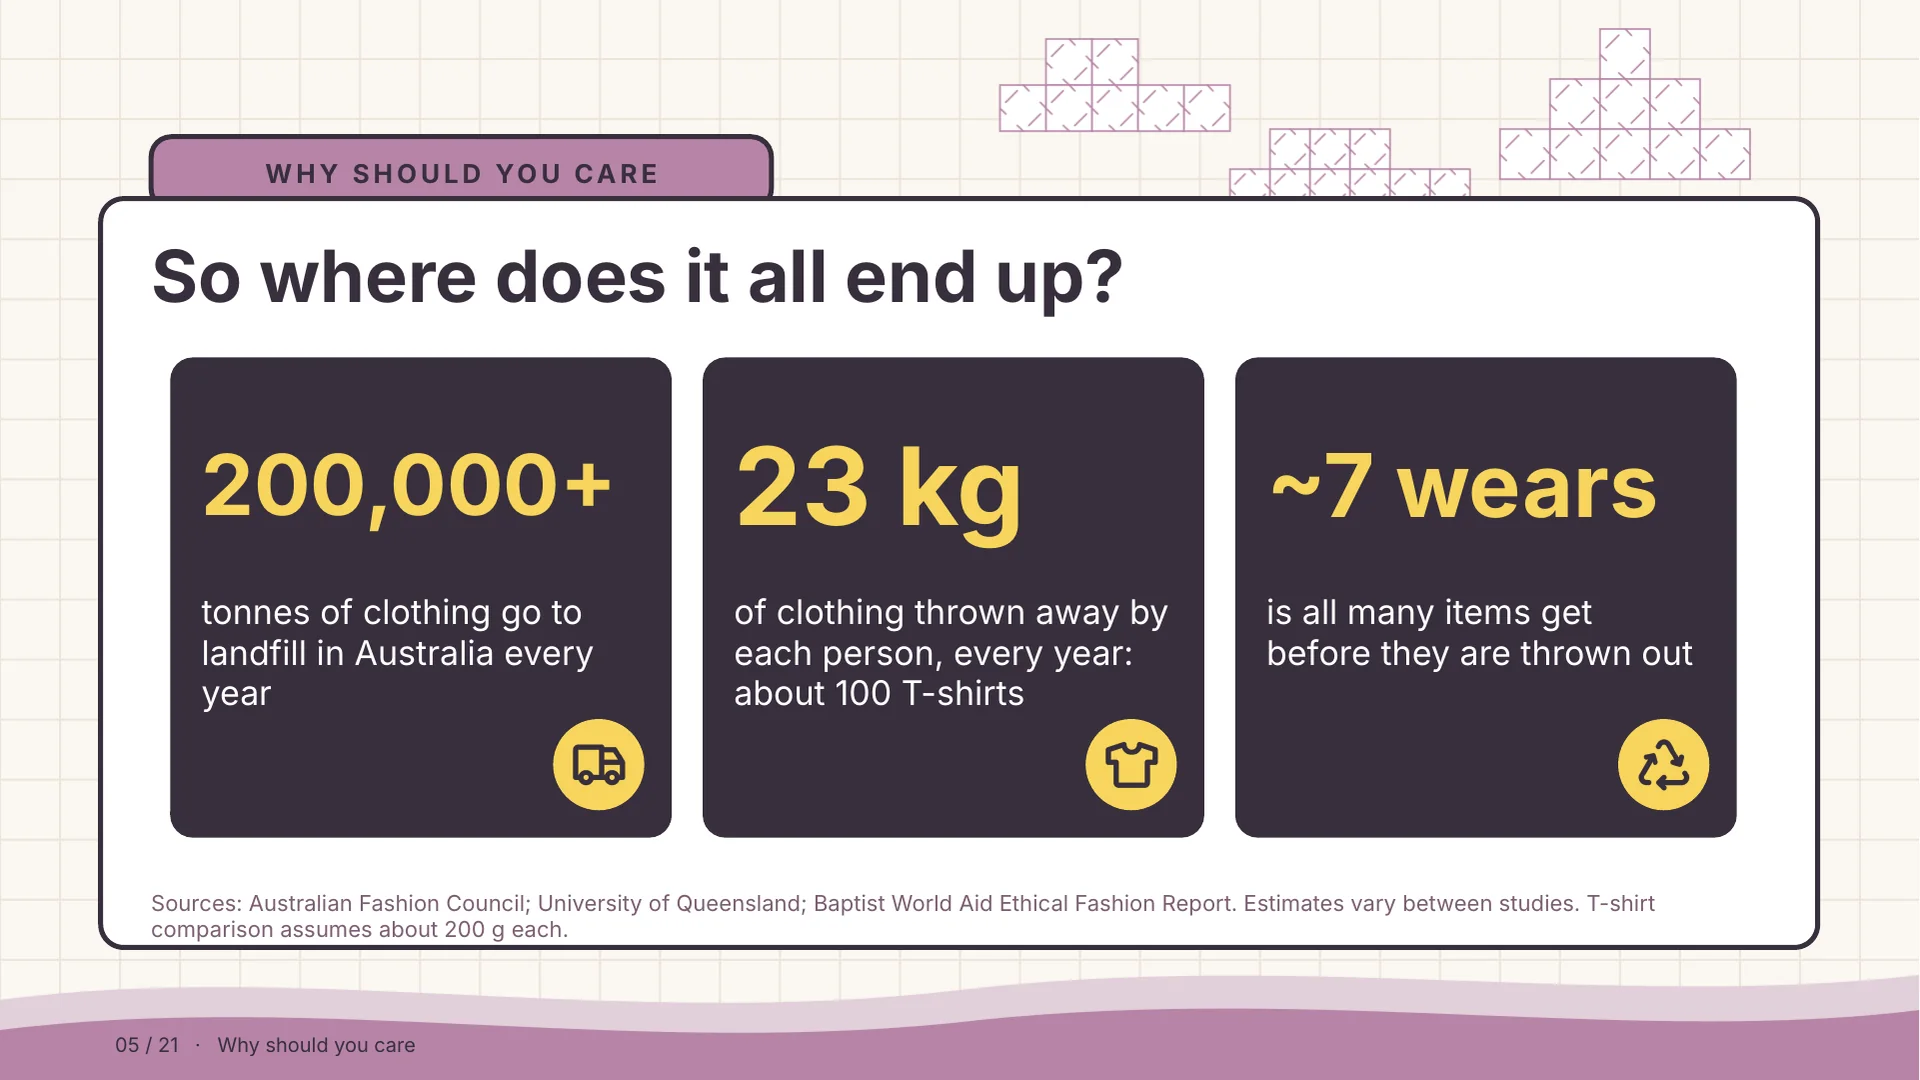 WHY SHOULD YOU CARE
So where does it all end up?
200,000+
tonnes of clothing go to
landfill in Australia every
year
23 kg
of clothing thrown away by
each person, every year:
about 100 T-shirts
~7 wears
is all many items get
before they are thrown out
Sources: Australian Fashion Council; University of Queensland; Baptist World Aid Ethical Fashion Report. Estimates vary between studies. T-shirt
comparison assumes about 200 g each.
05 / 21 · Why should you care